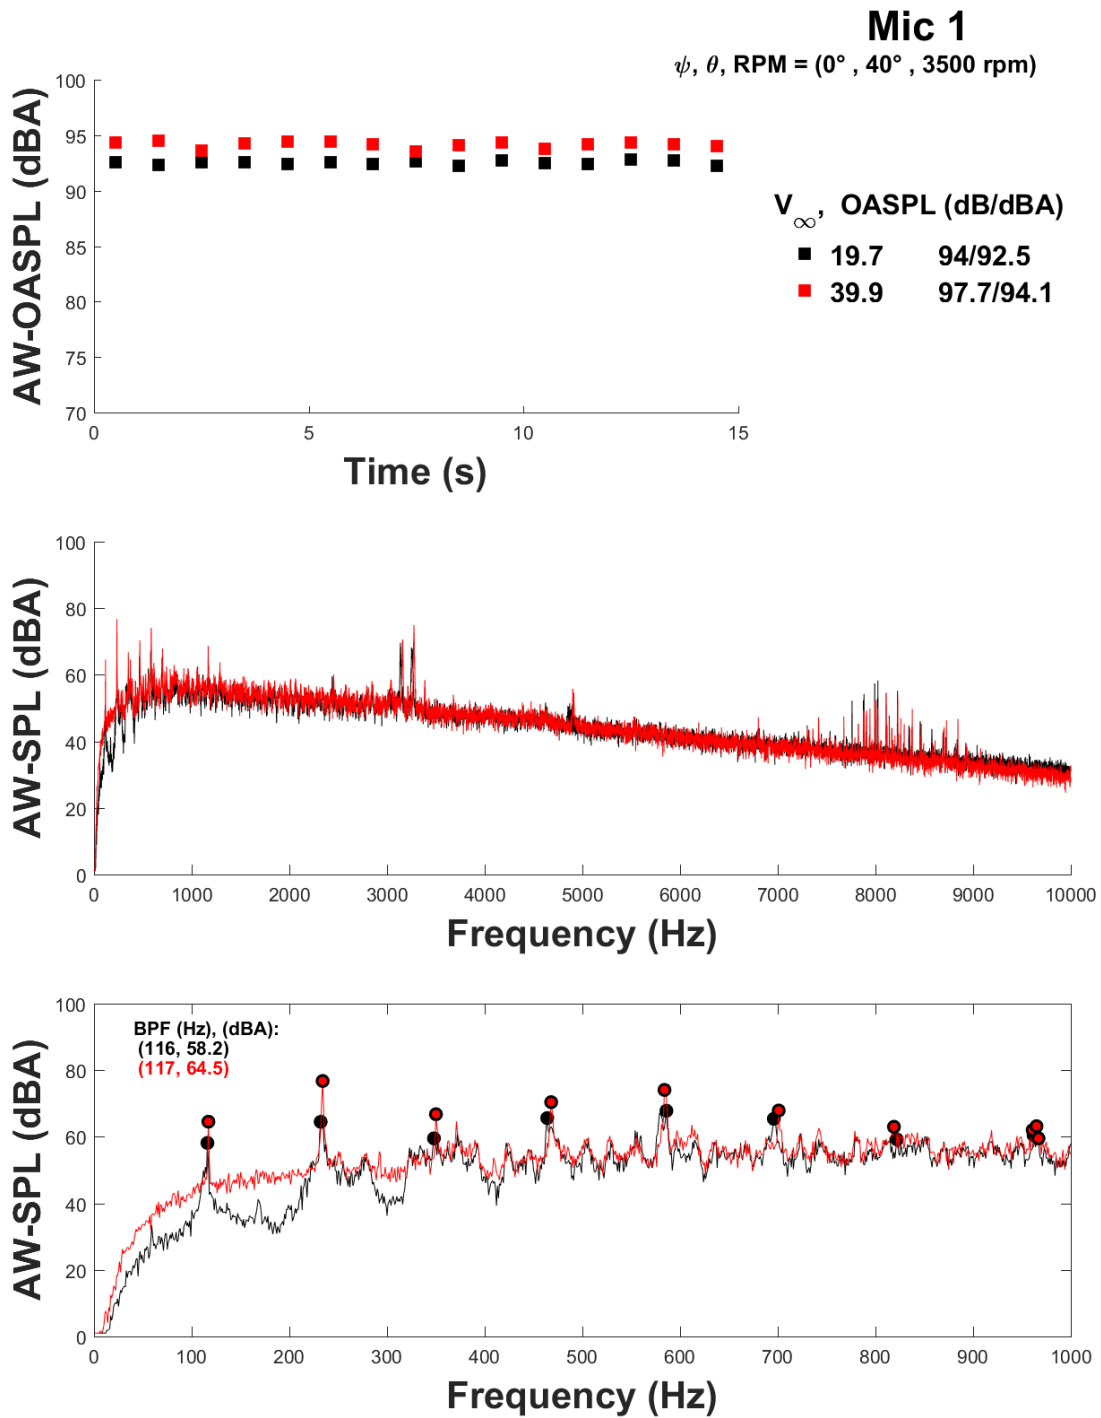 Mic 1
ψ, θ, RPM = (0° , 40° , 3500 rpm)
AW-OASPL (dBA)
100
95
90
85
80
75
70
0 5 10 15
Time (s)
V∞, OASPL (dB/dBA)
19.7 94/92.5
39.9 97.7/94.1
AW-SPL (dBA)
100
80
60
40
20
0
0 1000 2000 3000 4000 5000 6000 7000 8000 9000 10000
Frequency (Hz)
AW-SPL (dBA)
100
80
60
40
20
0
BPF (Hz), (dBA):
(116, 58.2)
(117, 64.5)
0 100 200 300 400 500 600 700 800 900 1000
Frequency (Hz)